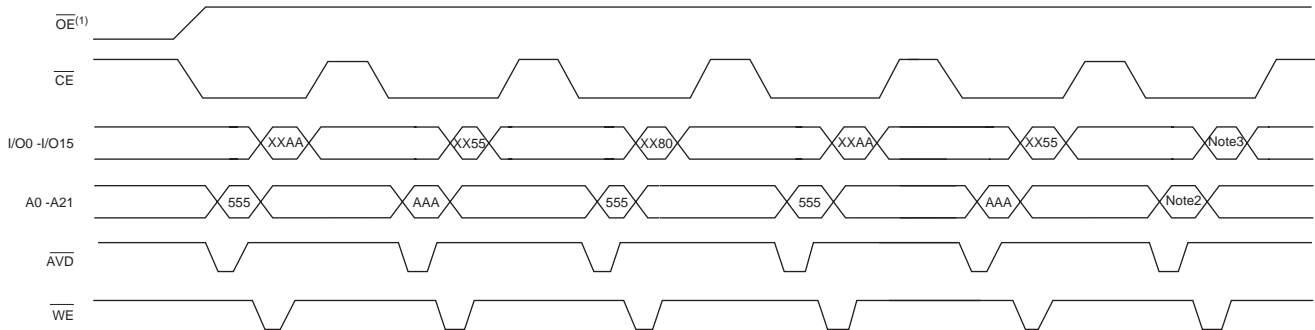 OE(1)
CE
I/O0 -I/O15 XXAA XX55 XX80 XXAA XX55 Note3
A0 -A21 555 AAA 555 555 AAA Note2
AVD
WE